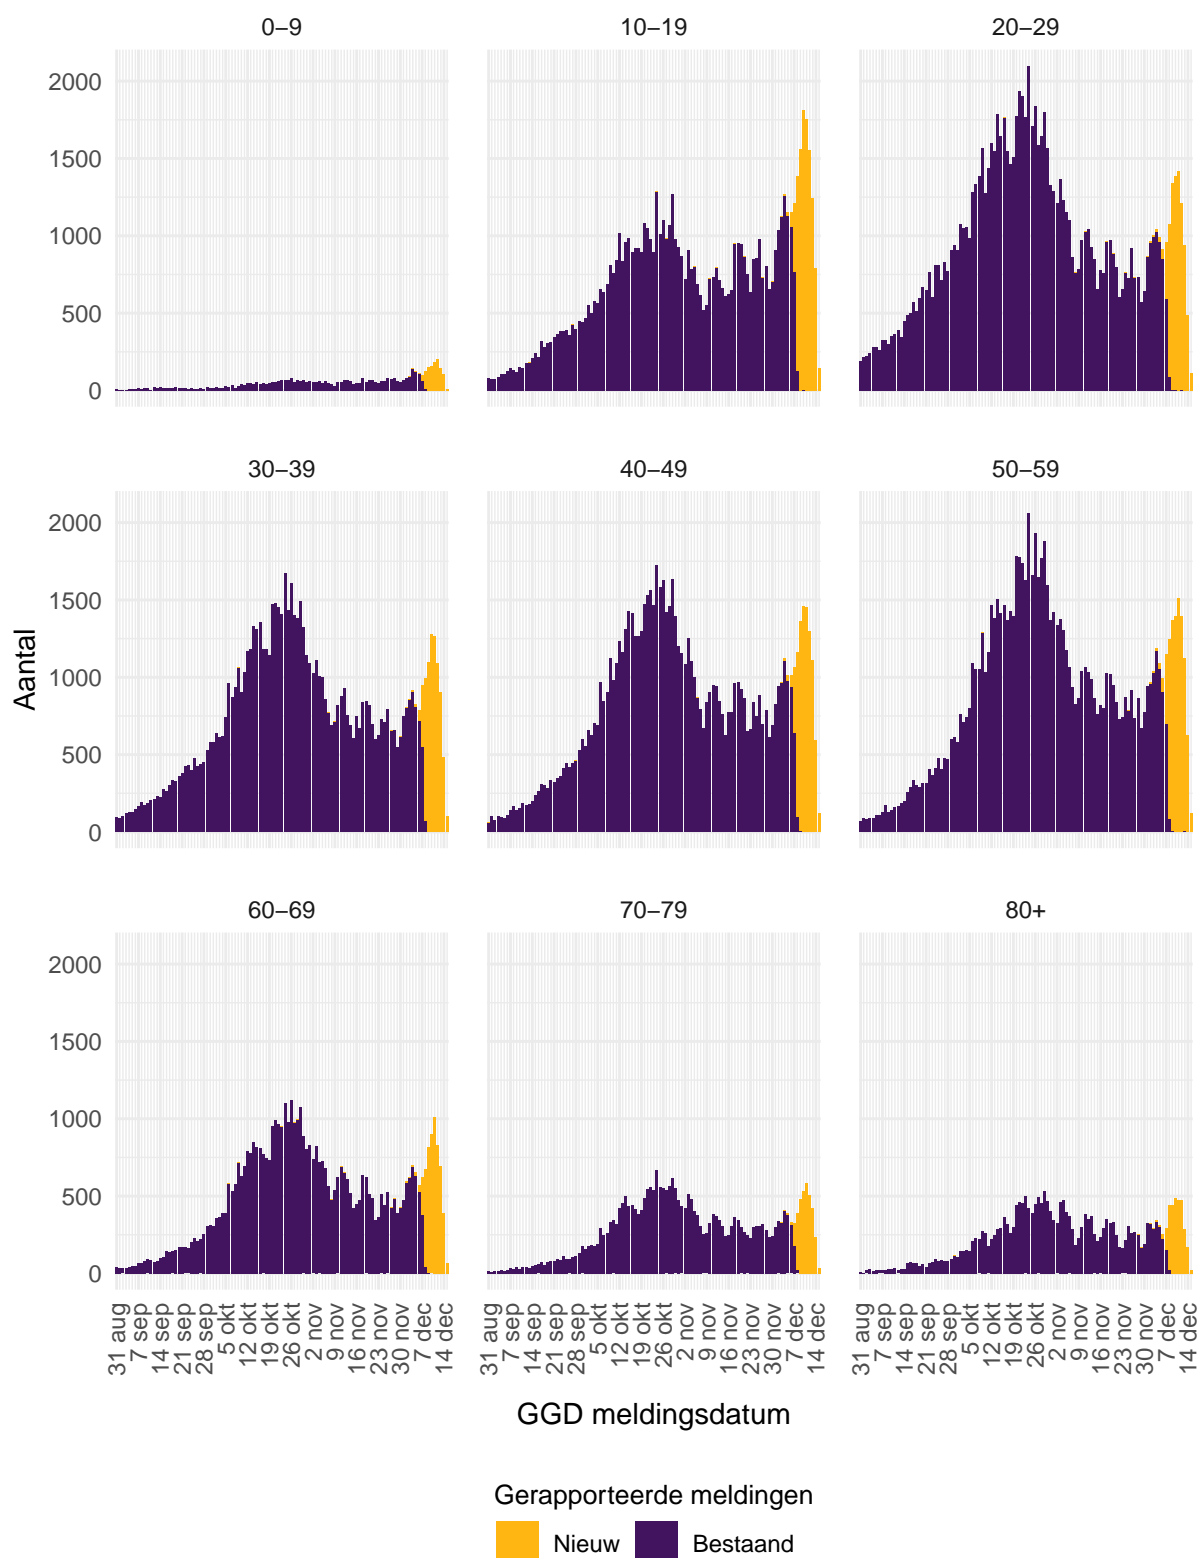 0–9 10–19 20–29
2000
1500
1000
500
0
30–39 40–49 50–59
2000
1500
1000
500
0
60–69 70–79 80+
2000
1500
1000
500
0
Aantal
31 aug 7 sep 14 sep 21 sep 28 sep 5 okt 12 okt 19 okt 26 okt 2 nov 9 nov 16 nov 23 nov 30 nov 7 dec 14 dec
31 aug 7 sep 14 sep 21 sep 28 sep 5 okt 12 okt 19 okt 26 okt 2 nov 9 nov 16 nov 23 nov 30 nov 7 dec 14 dec
31 aug 7 sep 14 sep 21 sep 28 sep 5 okt 12 okt 19 okt 26 okt 2 nov 9 nov 16 nov 23 nov 30 nov 7 dec 14 dec
GGD meldingsdatum
Gerapporteerde meldingen
Nieuw Bestaand